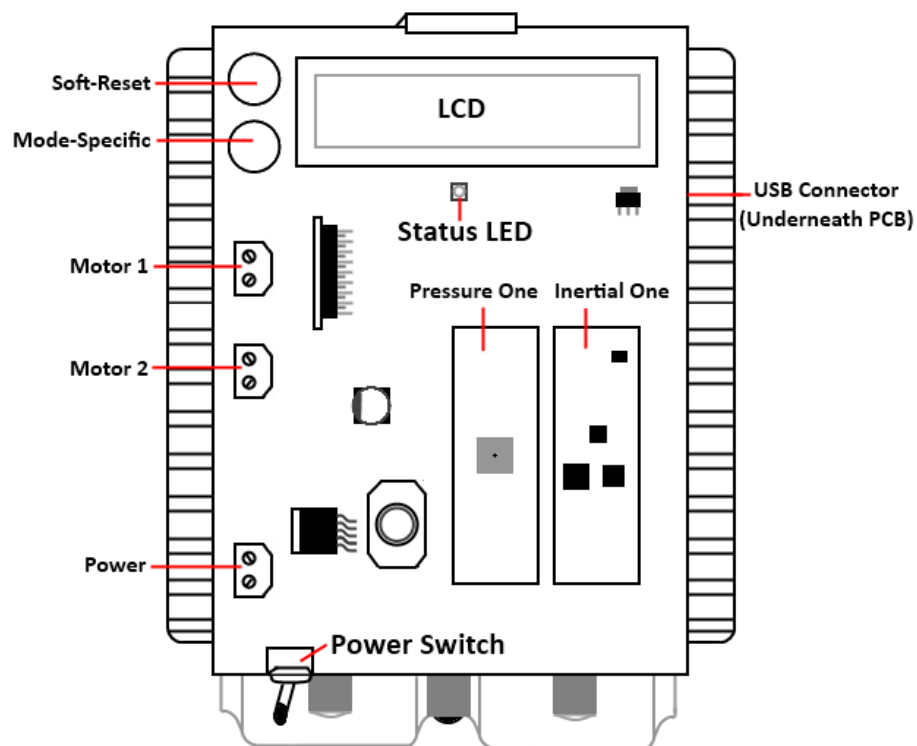 Soft-Reset
LCD
Mode-Specific
USB Connector
(Underneath PCB)
Status LED
Motor 1
Pressure One
Inertial One
Motor 2
Power
Power Switch